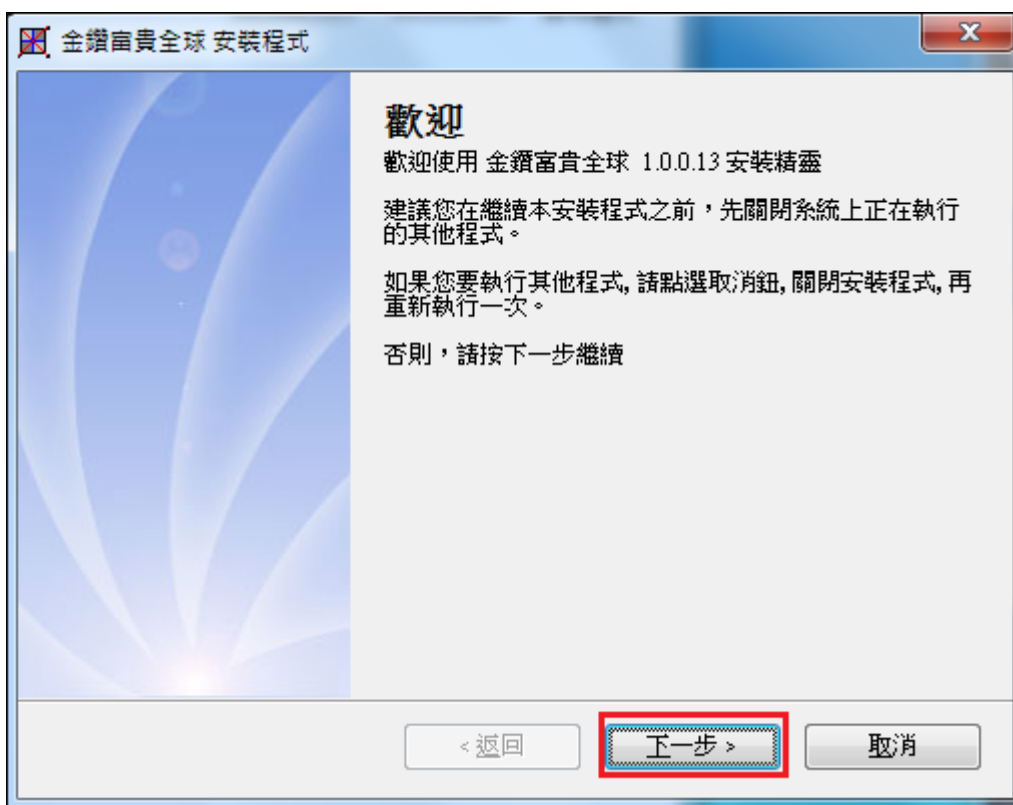 金鑽富貴全球 安裝程式
歡迎
歡迎使用 金鑽富貴全球 1.0.0.13 安裝精靈
建議您在繼續本安裝程式之前，先關閉系統上正在執行
的其他程式。
如果您要執行其他程式, 請點選取消鈕, 關閉安裝程式, 再
重新執行一次。
否則，請按下一步繼續
< 返回
下一步 >
取消